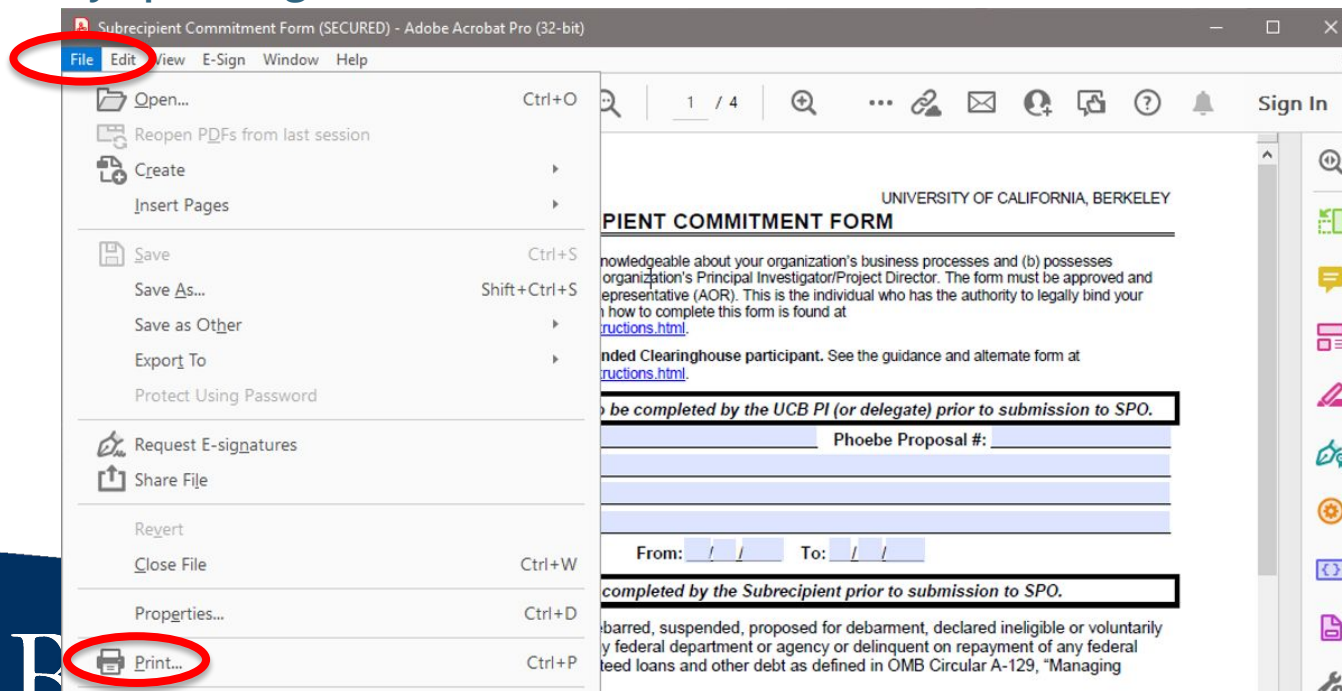 Subrecipient Commitment Form (SECURED) - Adobe Acrobat Pro (32-bit)
File Edit View E-Sign Window Help
Open... Ctrl+O
Reopen PDFs from last session
Create
Insert Pages
Save Ctrl+S
Save As... Shift+Ctrl+S
Save as Other
Export To
Protect Using Password
Request E-signatures
Share File
Revert
Close File Ctrl+W
Properties... Ctrl+D
Print... Ctrl+P
1 / 4
Sign In
UNIVERSITY OF CALIFORNIA, BERKELEY
PIENT COMMITMENT FORM
nowledgeable about your organization's business processes and (b) possesses
organization's Principal Investigator/Project Director. The form must be approved and
epresentative (AOR). This is the individual who has the authority to legally bind your
how to complete this form is found at
ructions.html.
nded Clearinghouse participant. See the guidance and alternate form at
ructions.html.
be completed by the UCB PI (or delegate) prior to submission to SPO.
Phoebe Proposal #:
From: / / To: / /
completed by the Subrecipient prior to submission to SPO.
ebarred, suspended, proposed for debarment, declared ineligible or voluntarily
y federal department or agency or delinquent on repayment of any federal
teed loans and other debt as defined in OMB Circular A-129, “Managing